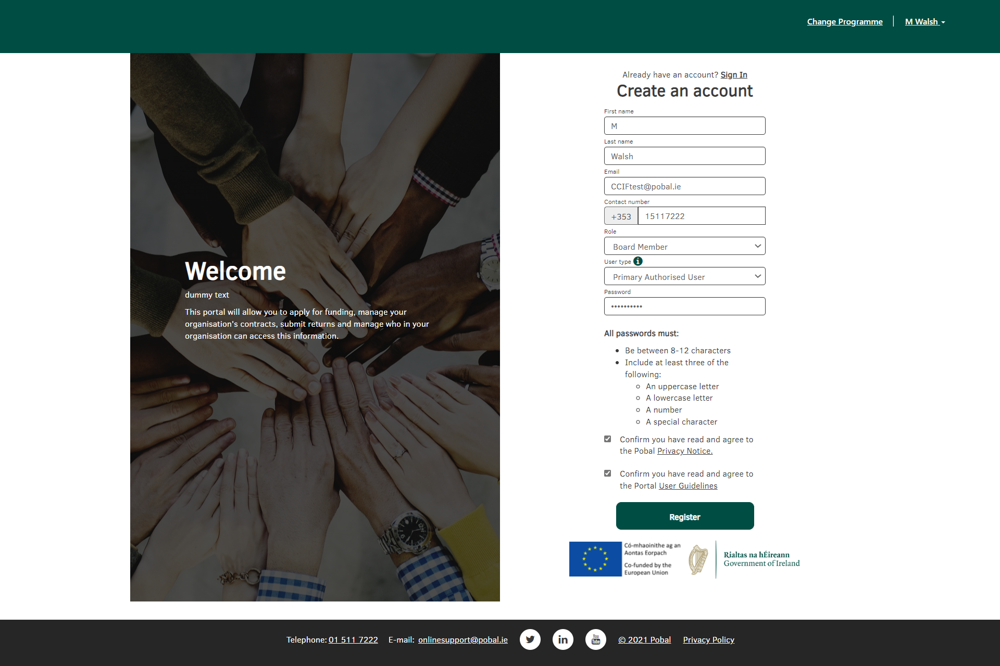 Change Programme
M Walsh
Already have an account? Sign In
Create an account
First name
M
Last name
Walsh
Email
CCIFtest@pobal.ie
Contact number
+353 15117222
Role
Board Member
User type i
Primary Authorised User
Password
••••••••••
All passwords must:
• Be between 8-12 characters
• Include at least three of the
following:
◦ An uppercase letter
◦ A lowercase letter
◦ A number
◦ A special character
Confirm you have read and agree to
the Pobal Privacy Notice.
Confirm you have read and agree to
the Portal User Guidelines
Register
Có-mhaoinithe ag an
Aontas Eorpach
Co-funded by the
European Union
Rialtas na hÉireann
Government of Ireland
Welcome
dummy text
This portal will allow you to apply for funding, manage your
organisation's contracts, submit returns and manage who in your
organisation can access this information.
Telephone: 01 511 7222 E-mail: onlinesupport@pobal.ie in You Tube © 2021 Pobal Privacy Policy